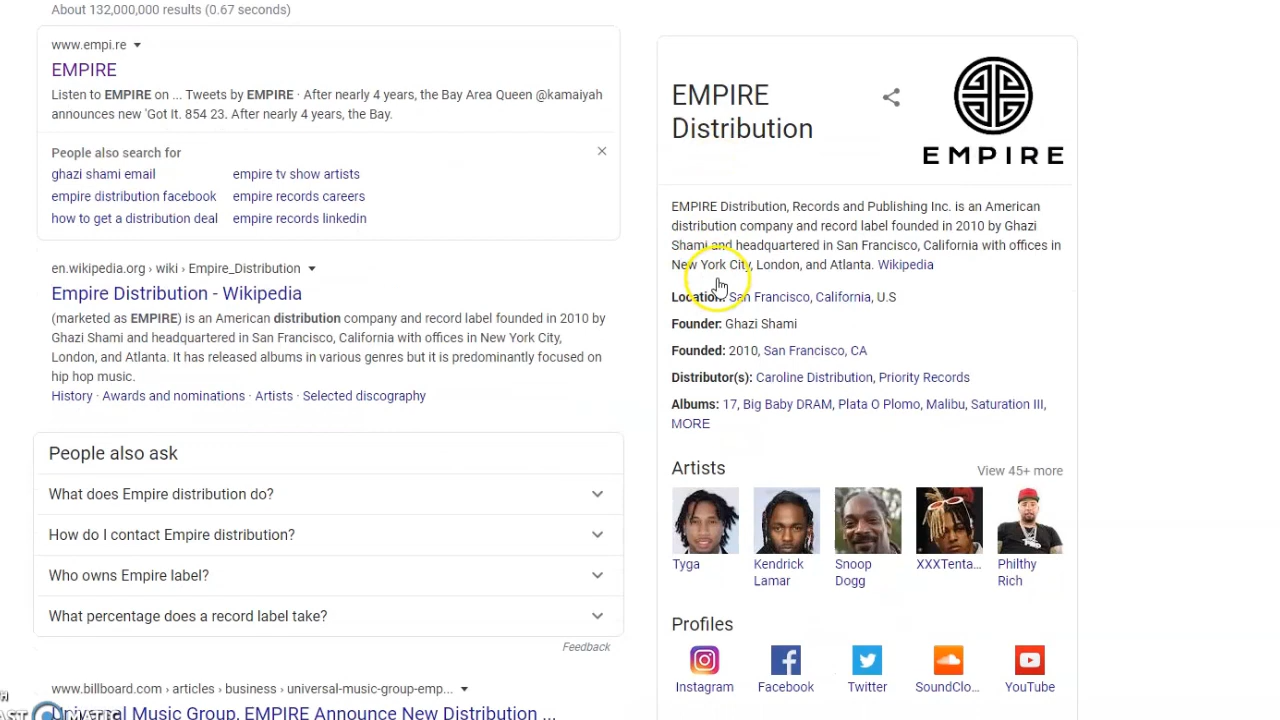 About 132,000,000 results (0.67 seconds)
www.empi.re
EMPIRE
Listen to EMPIRE on ... Tweets by EMPIRE · After nearly 4 years, the Bay Area Queen @kamaiyah
announces new 'Got It. 854 23. After nearly 4 years, the Bay.
People also search for
ghazi shami email
empire tv show artists
empire distribution facebook
empire records careers
how to get a distribution deal
empire records linkedin
en.wikipedia.org › wiki › Empire_Distribution
Empire Distribution - Wikipedia
(marketed as EMPIRE) is an American distribution company and record label founded in 2010 by
Ghazi Shami and headquartered in San Francisco, California with offices in New York City,
London, and Atlanta. It has released albums in various genres but it is predominantly focused on
hip hop music.
History · Awards and nominations · Artists · Selected discography
People also ask
What does Empire distribution do?
How do I contact Empire distribution?
Who owns Empire label?
What percentage does a record label take?
Feedback
www.billboard.com › articles › business › universal-music-group-emp...
Music Group, EMPIRE Announce New Distribution ...
EMPIRE
Distribution
EMPIRE
EMPIRE Distribution, Records and Publishing Inc. is an American
distribution company and record label founded in 2010 by Ghazi
Shami and headquartered in San Francisco, California with offices in
New York City, London, and Atlanta. Wikipedia
Location: San Francisco, California, U.S
Founder: Ghazi Shami
Founded: 2010, San Francisco, CA
Distributor(s): Caroline Distribution, Priority Records
Albums: 17, Big Baby DRAM, Plata O Plomo, Malibu, Saturation III,
MORE
Artists
View 45+ more
Tyga
Kendrick
Lamar
Snoop
Dogg
XXXTenta...
Philthy
Rich
Profiles
Instagram
Facebook
Twitter
SoundClo...
YouTube